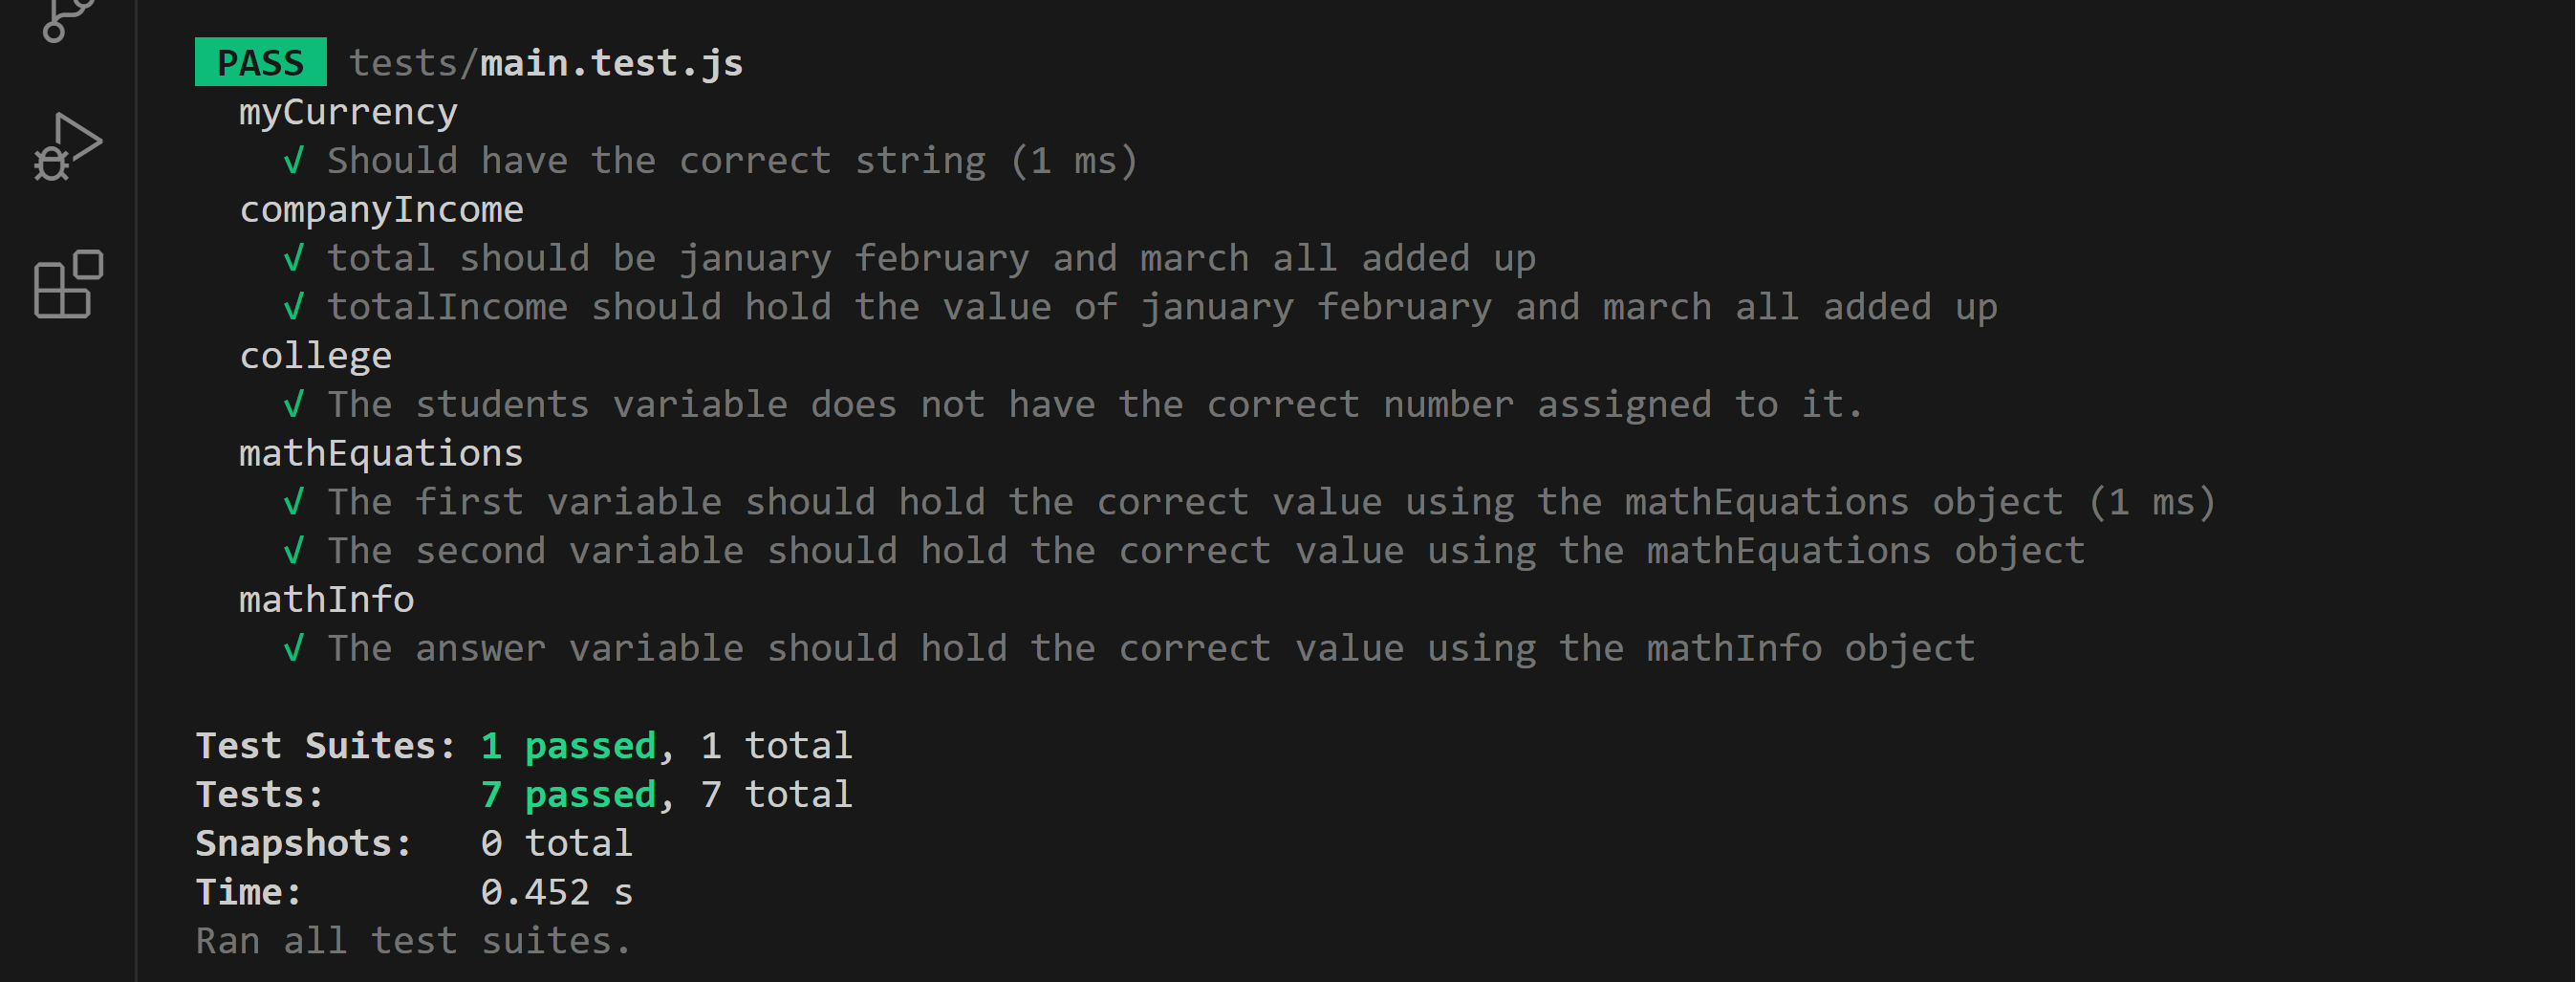 PASS tests/main.test.js
myCurrency
√ Should have the correct string (1 ms)
companyIncome
√ total should be january february and march all added up
√ totalIncome should hold the value of january february and march all added up
college
√ The students variable does not have the correct number assigned to it.
mathEquations
√ The first variable should hold the correct value using the mathEquations object (1 ms)
√ The second variable should hold the correct value using the mathEquations object
mathInfo
√ The answer variable should hold the correct value using the mathInfo object
Test Suites: 1 passed, 1 total
Tests: 7 passed, 7 total
Snapshots: 0 total
Time: 0.452 s
Ran all test suites.